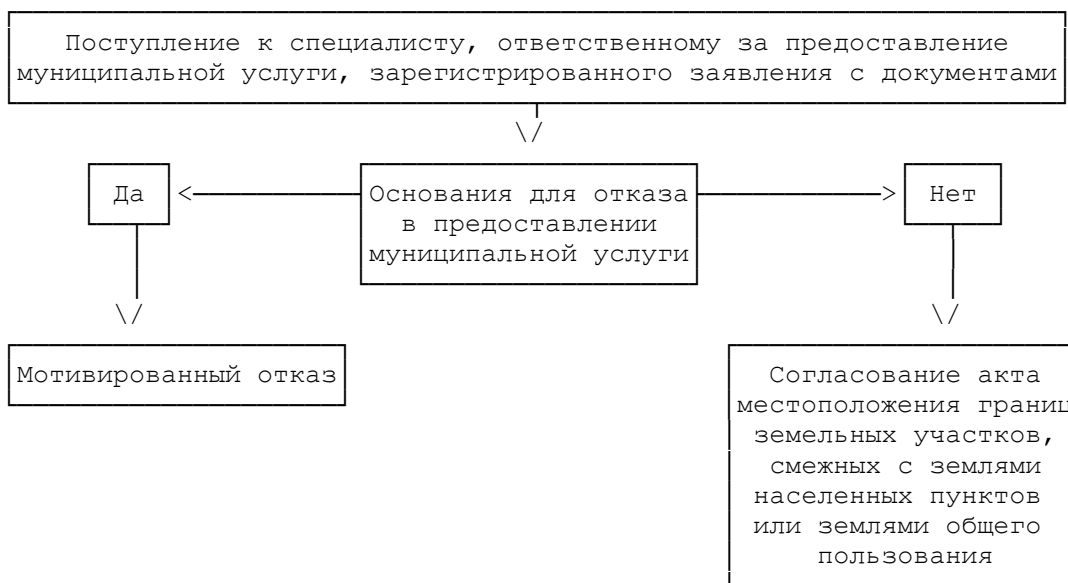 Поступление к специалисту, ответственному за предоставление
муниципальной услуги, зарегистрированного заявления с документами
Да
Основания для отказа
в предоставлении
муниципальной услуги
Нет
Мотивированный отказ
Согласование акта
местоположения границ
земельных участков,
смежных с землями
населенных пунктов
или землями общего
пользования